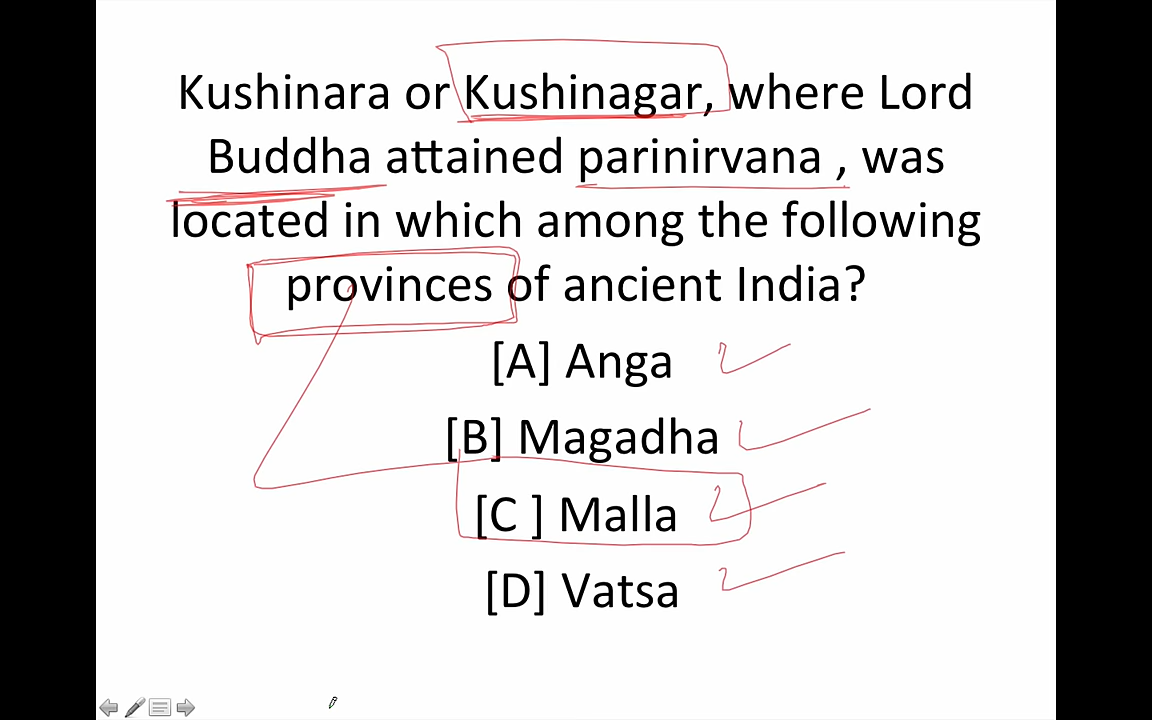 Kushinara or Kushinagar, where Lord
Buddha attained parinirvana , was
located in which among the following
provinces of ancient India?
[A] Anga
[B] Magadha
[C ] Malla
[D] Vatsa